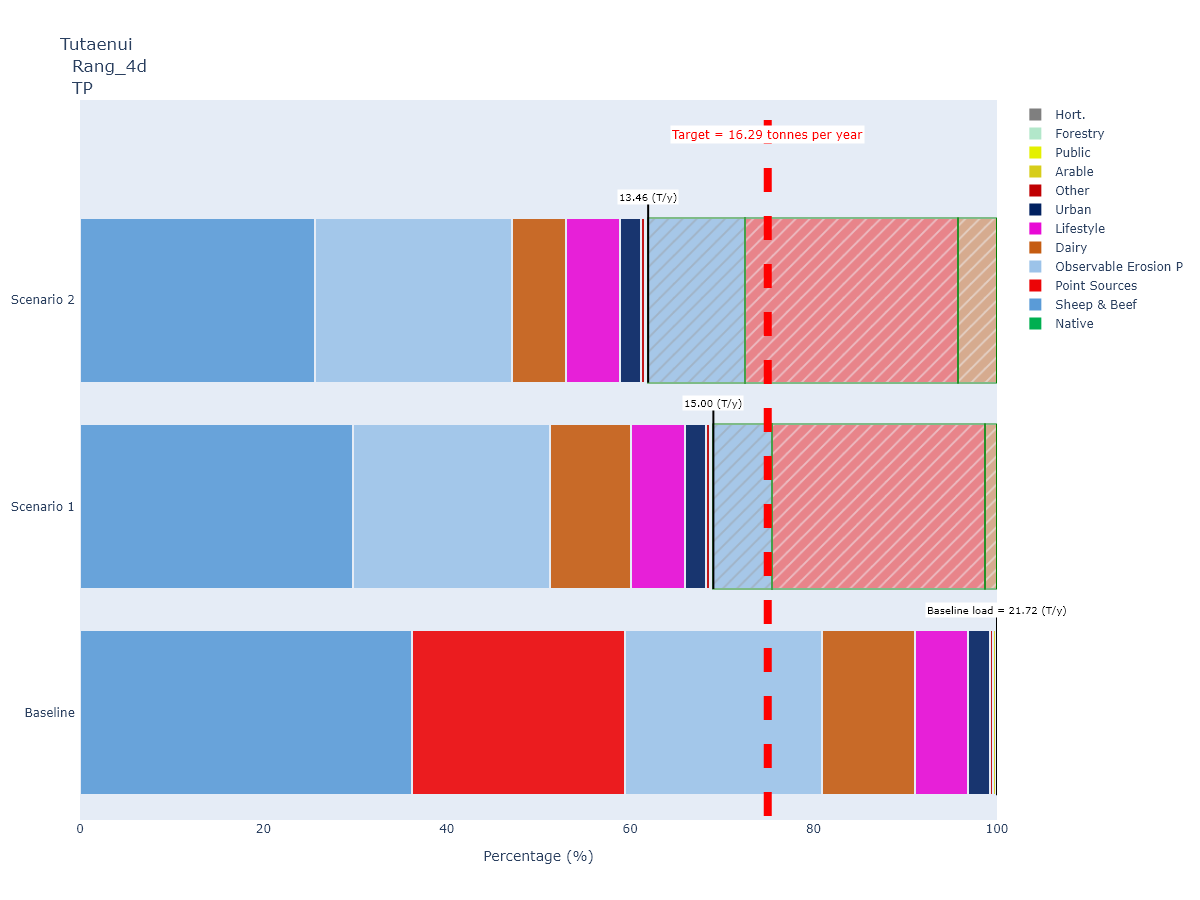 Tutaenui
Rang_4d
TP
Target = 16.29 tonnes per year
13.46 (T/y)
Scenario 2
15.00 (T/y)
Scenario 1
Baseline load = 21.72 (T/y)
Baseline
0 20 40 60 80 100
Percentage (%)
Hort.
Forestry
Public
Arable
Other
Urban
Lifestyle
Dairy
Observable Erosion P
Point Sources
Sheep & Beef
Native